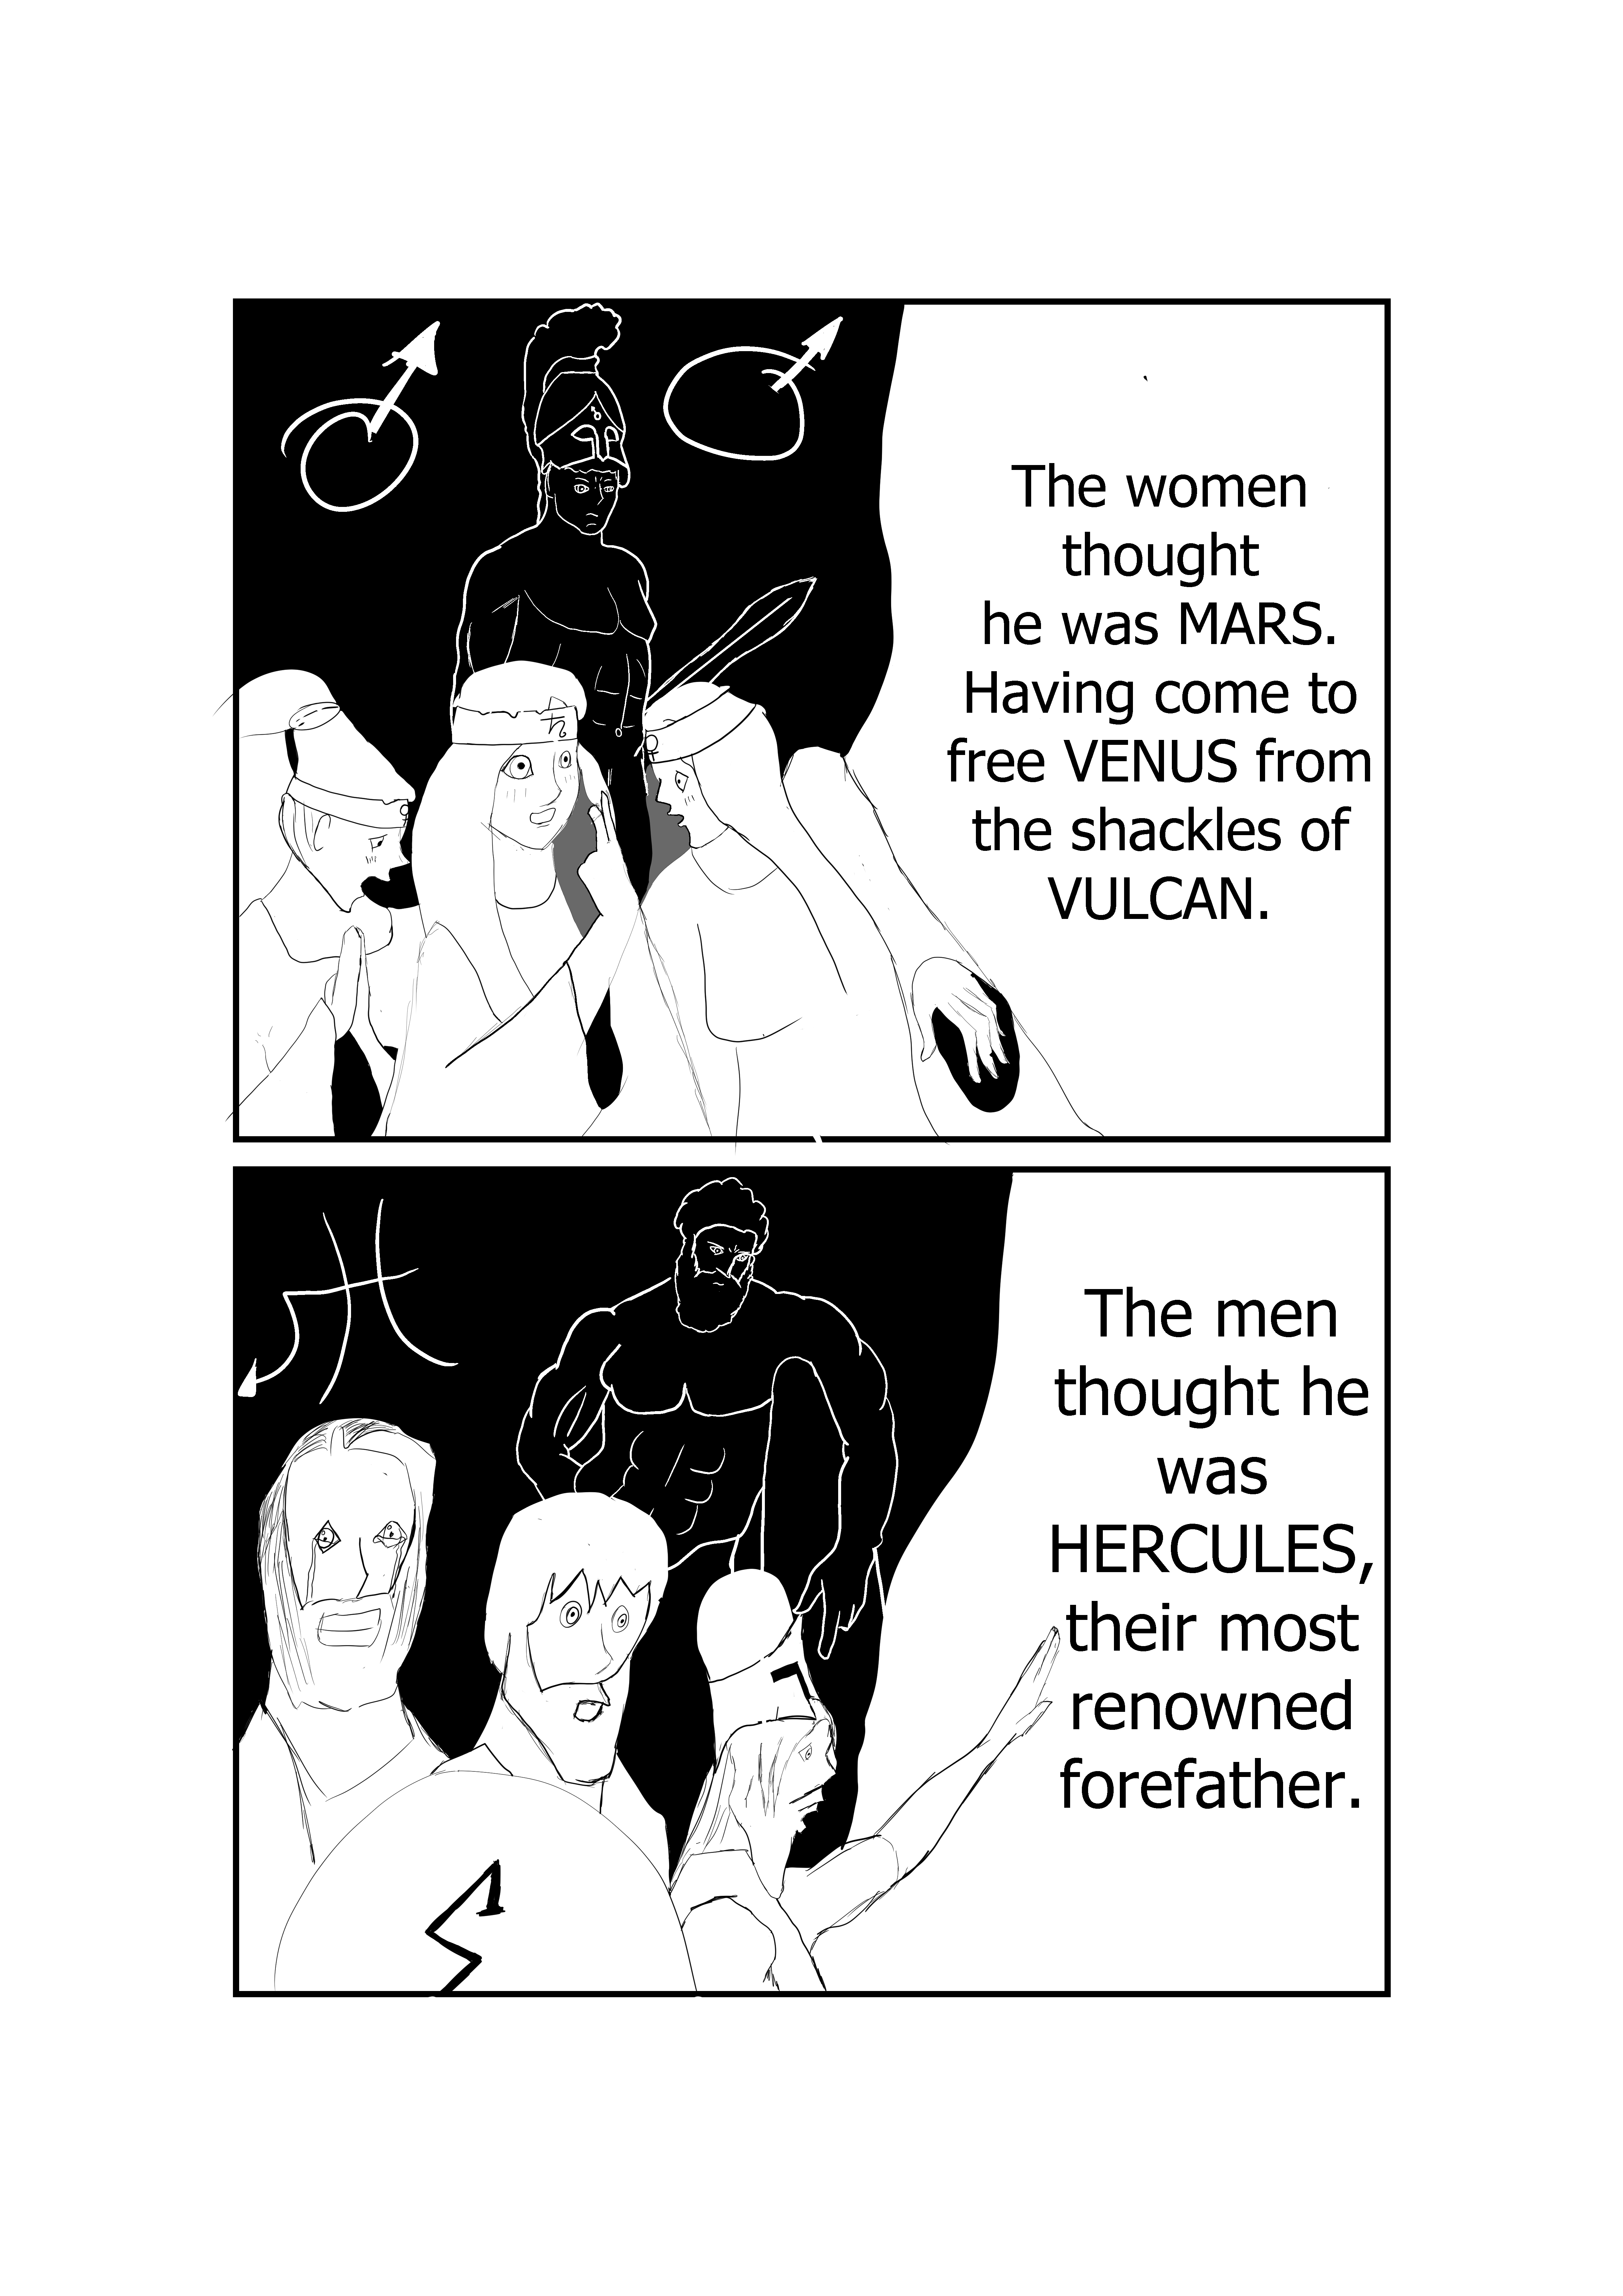 The women
thought
he was MARS.
Having come to
free VENUS from
the shackles of
VULCAN.
The men
thought he
was
HERCULES,
their most
renowned
forefather.